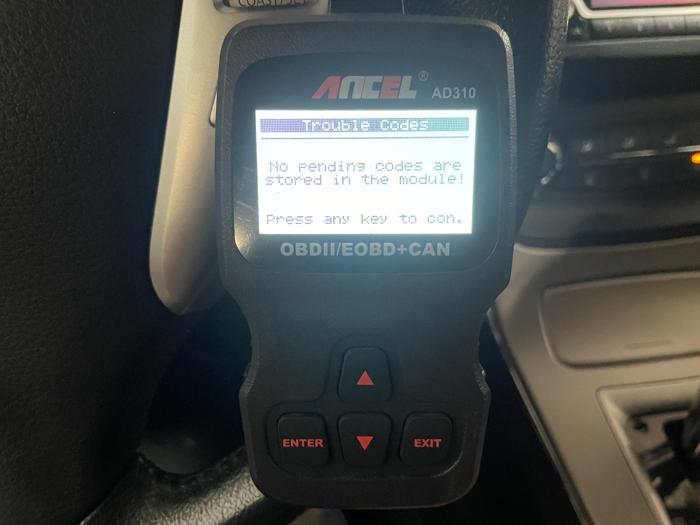 ANCEL®
AD310
Trouble Codes
No pending codes are
stored in the module!
Press any key to con.
OBDII/EOBD+CAN
ENTER
EXIT